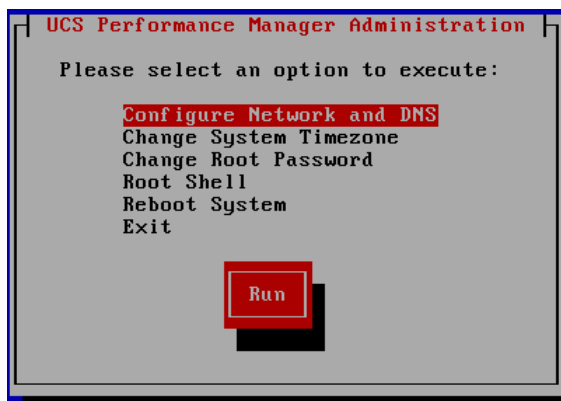 UCS Performance Manager Administration
Please select an option to execute:
Configure Network and DNS
Change System Timezone
Change Root Password
Root Shell
Reboot System
Exit
Run